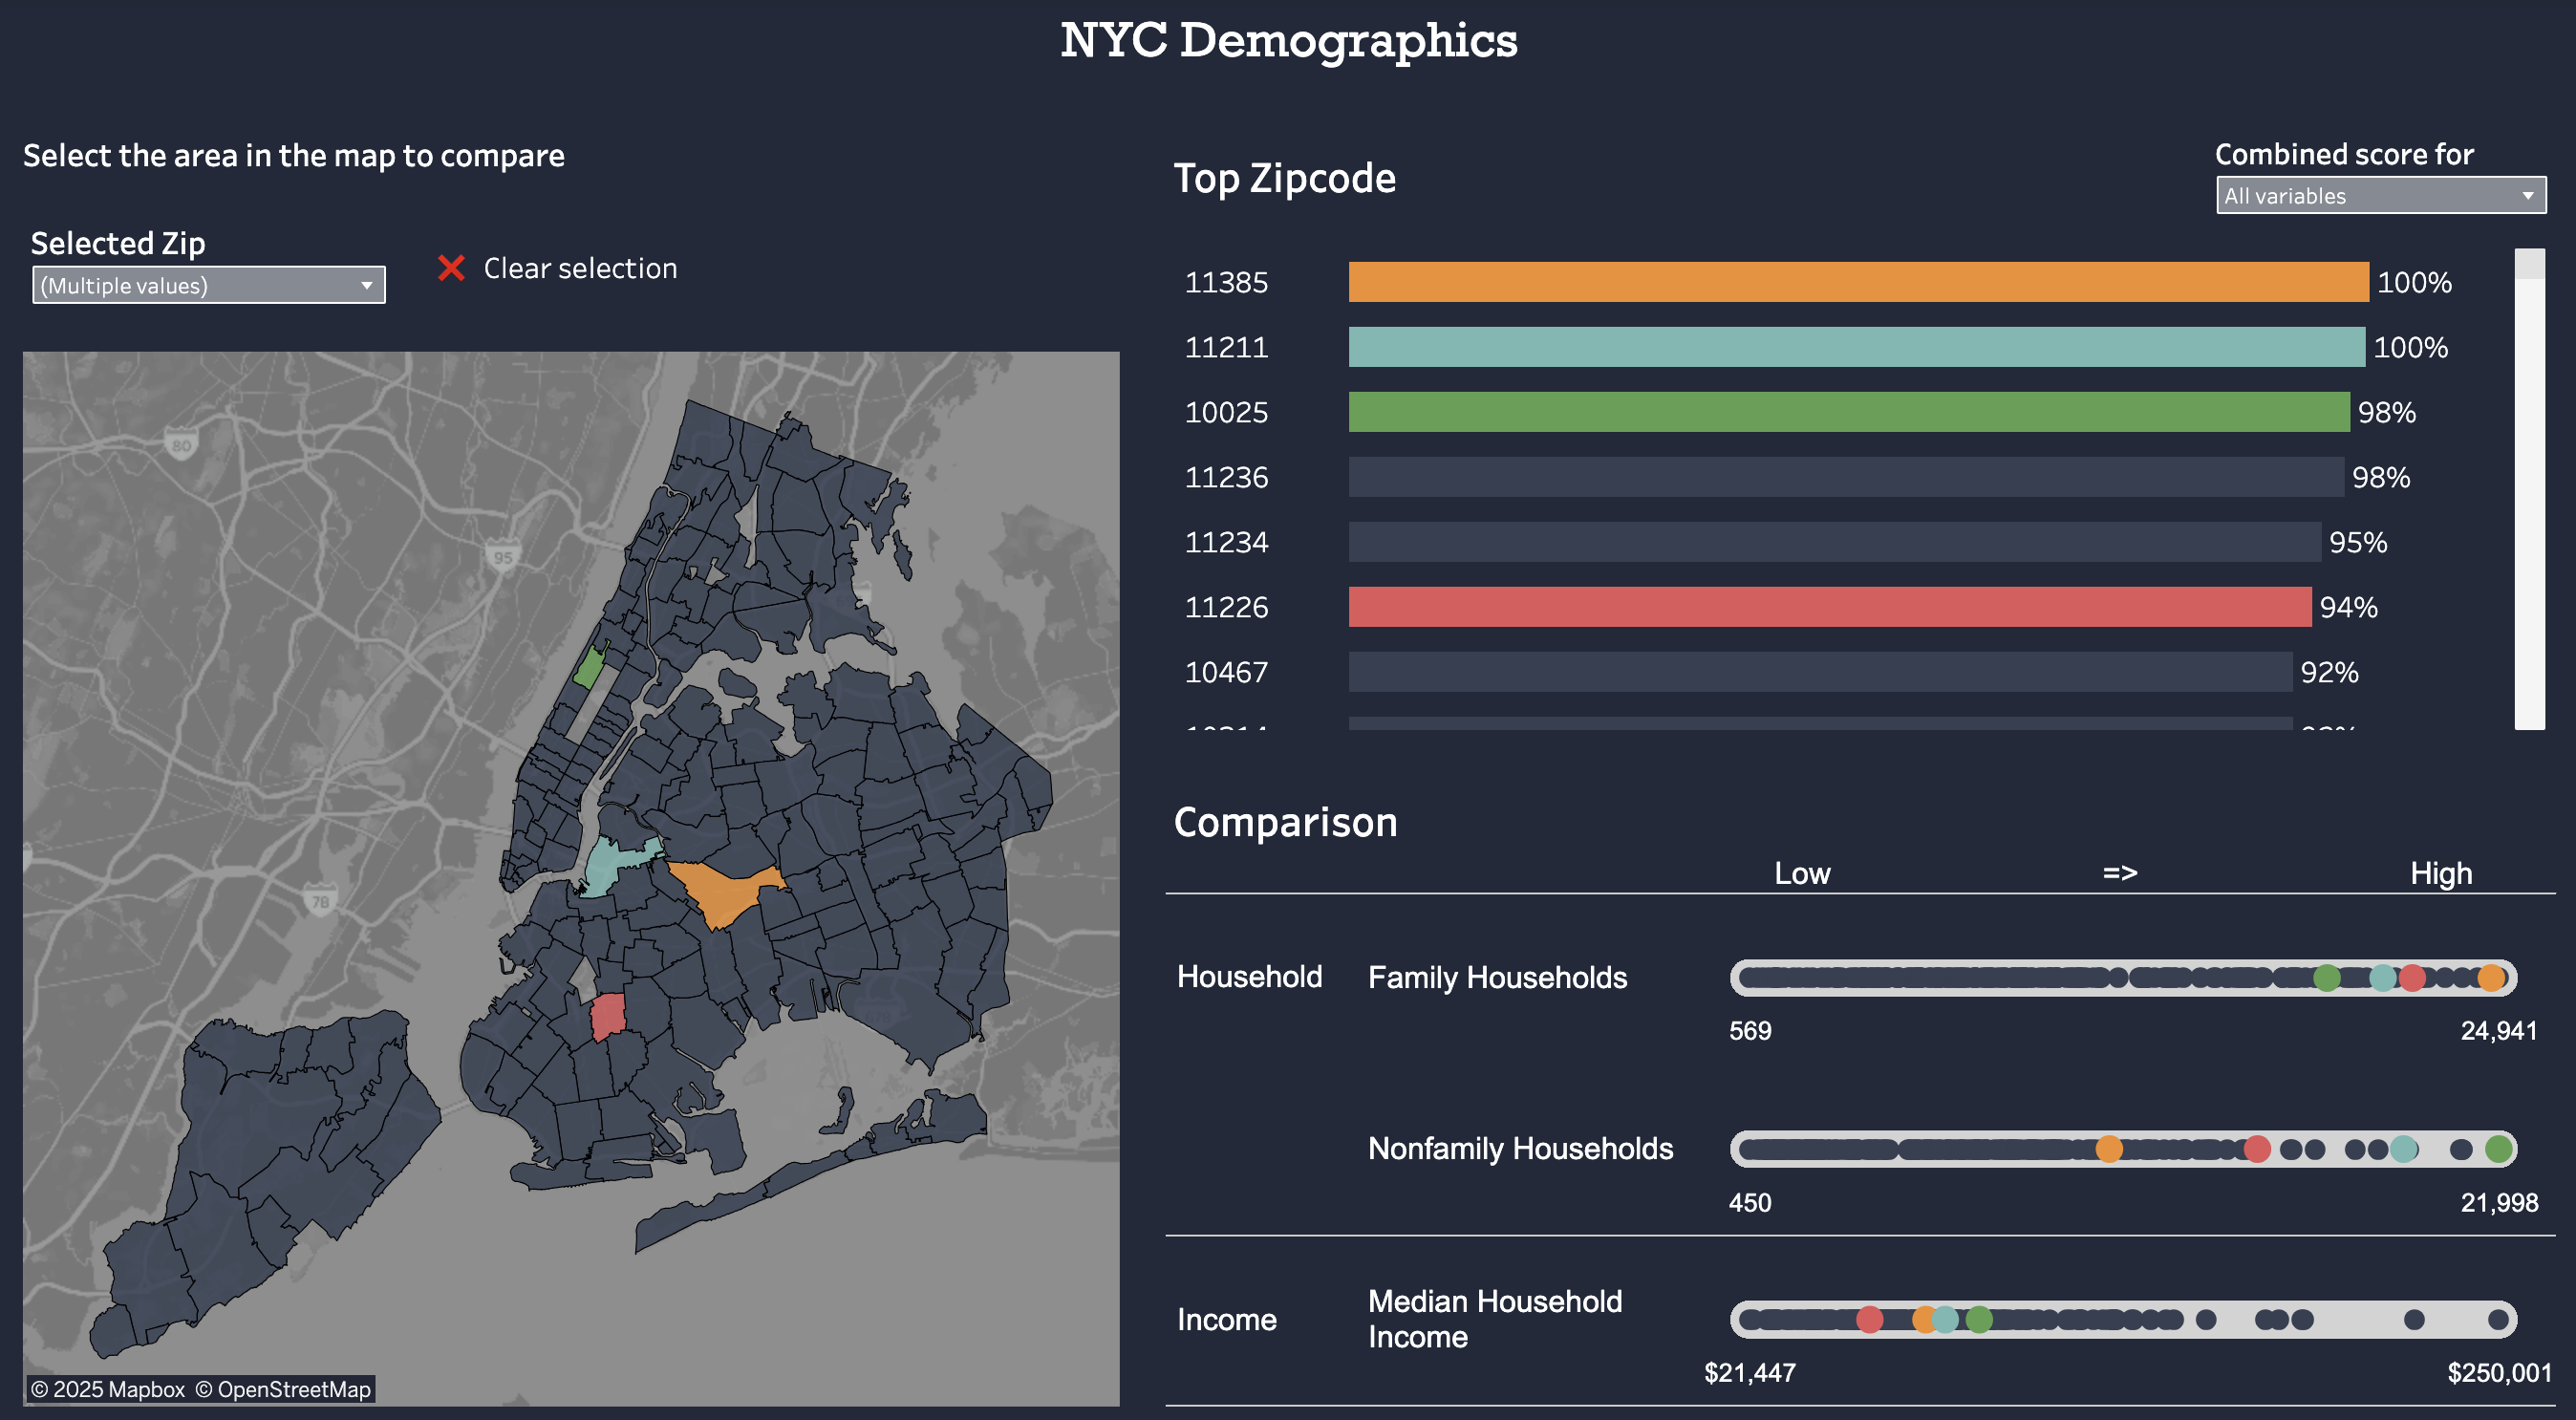 NYC Demographics
Select the area in the map to compare
Selected Zip
(Multiple values)
Clear selection
80
95
78
© 2025 Mapbox © OpenStreetMap
Top Zipcode
Combined score for
All variables
11385 100%
11211 100%
10025 98%
11236 98%
11234 95%
11226 94%
10467 92%
Comparison
Low => High
Household Family Households
569 24,941
Nonfamily Households
450 21,998
Income Median Household
Income
$21,447 $250,001